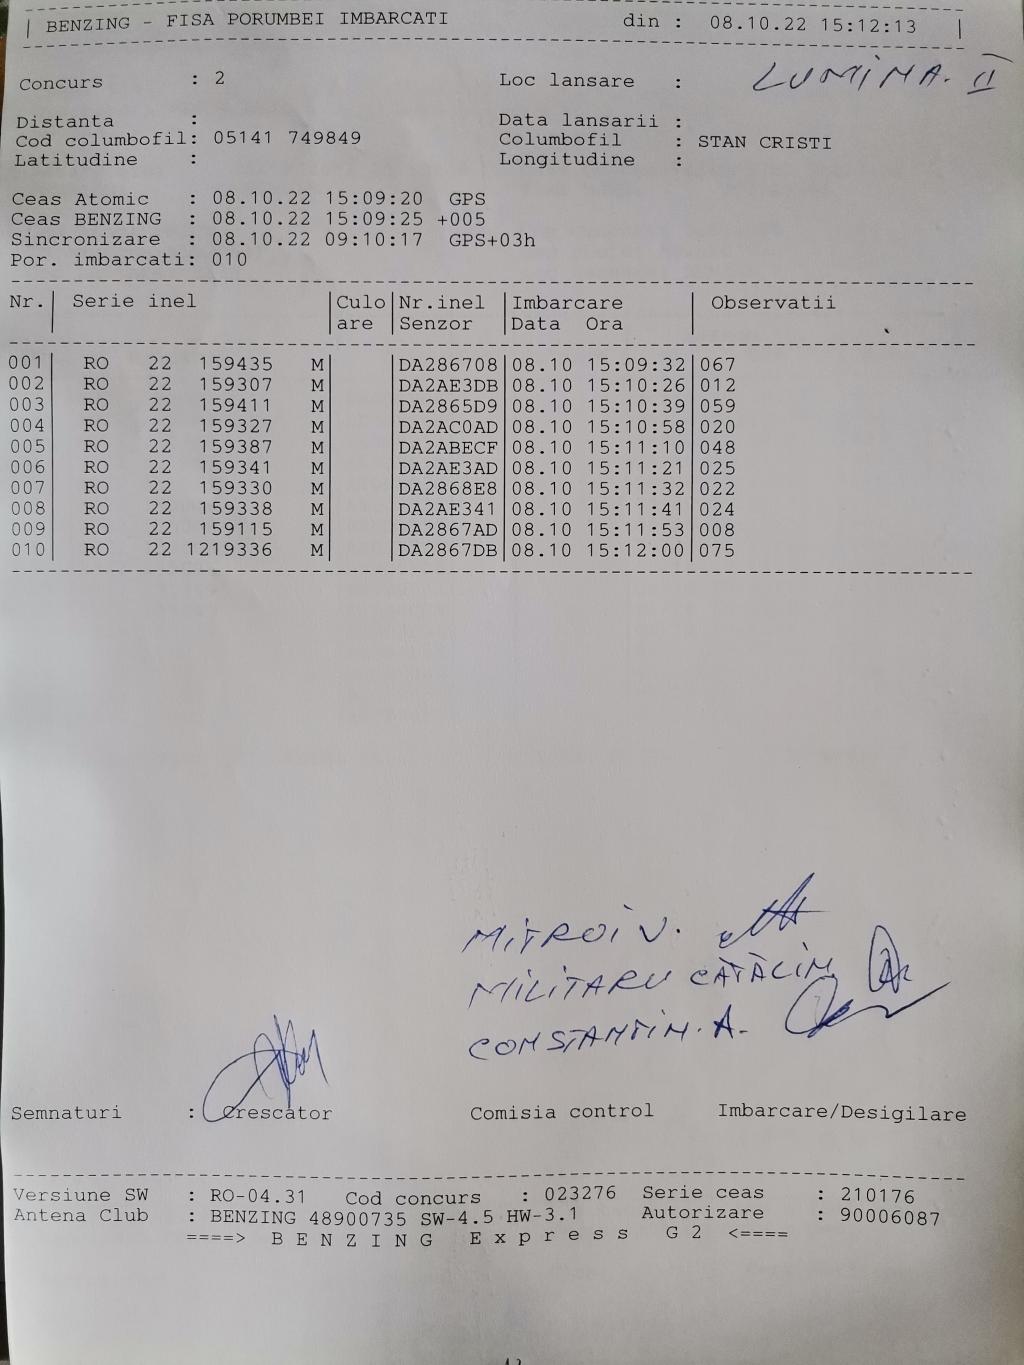 | BENZING - FISA PORUMBEI IMBARCATI din : 08.10.22 15:12:13 |
Concurs : 2 Loc lansare : LUMINA. II
Distanta : Data lansarii :
Cod columbofil: 05141 749849 Columbofil : STAN CRISTI
Latitudine : Longitudine :
Ceas Atomic : 08.10.22 15:09:20 GPS
Ceas BENZING : 08.10.22 15:09:25 +005
Sincronizare : 08.10.22 09:10:17 GPS+03h
Por. imbarcati: 010
Nr.| Serie inel |Culo|Nr.inel |Imbarcare | Observatii
| |are |Senzor |Data Ora |
001| RO 22 159435 M| |DA286708|08.10 15:09:32|067
002| RO 22 159307 M| |DA2AE3DB|08.10 15:10:26|012
003| RO 22 159411 M| |DA2865D9|08.10 15:10:39|059
004| RO 22 159327 M| |DA2AC0AD|08.10 15:10:58|020
005| RO 22 159387 M| |DA2ABECF|08.10 15:11:10|048
006| RO 22 159341 M| |DA2AE3AD|08.10 15:11:21|025
007| RO 22 159330 M| |DA2868E8|08.10 15:11:32|022
008| RO 22 159338 M| |DA2AE341|08.10 15:11:41|024
009| RO 22 159115 M| |DA2867AD|08.10 15:11:53|008
010| RO 22 1219336 M| |DA2867DB|08.10 15:12:00|075
MITROI V.
MILITARU CĂTĂLIN
CONSTANTIN. A.
Semnaturi : Crescator Comisia control Imbarcare/Desigilare
Versiune SW : RO-04.31 Cod concurs : 023276 Serie ceas : 210176
Antena Club : BENZING 48900735 SW-4.5 HW-3.1 Autorizare : 90006087
====> B E N Z I N G E x p r e s s G 2 <====